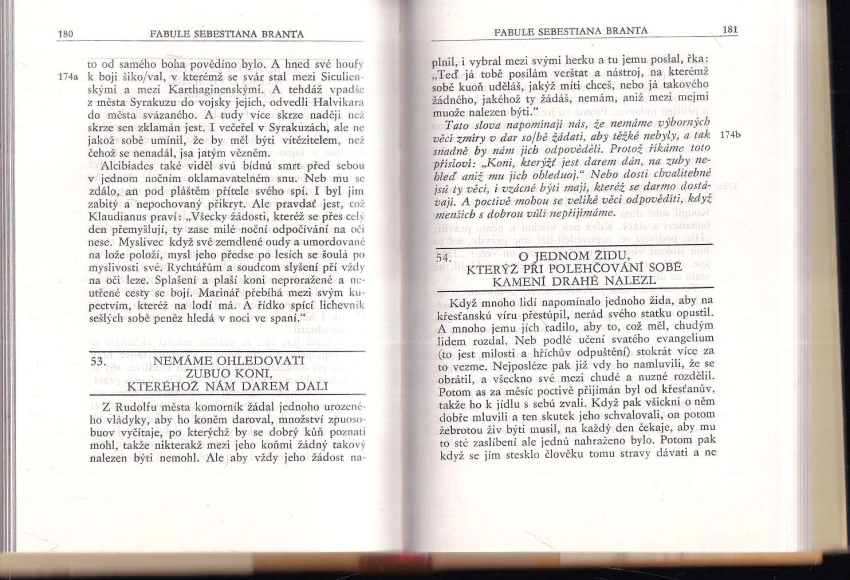 180 FABULE SEBESTIANA BRANTA
to od samého boha povědíno bylo. A hned své houfy
174a k boji šiko/val, v kterémž se svár stal mezi Siculien-
skými a mezi Karthaginenskými. A tehdáž vpadše
z města Syrakuzu do vojsky jejich, odvedli Halvikara
do města svázaného. A tudy více skrze naději než
skrze sen zklamán jest. I večeřel v Syrakuzách, ale ne
jakož sobě umínil, že by měl býti vítězitelem, než
čehož se nenadál, jsa jatým vězněm.
Alcibiades také viděl svú bídnú smrt před sebou
v jednom nočním oklamavatelném snu. Neb mu se
zdálo, an pod pláštěm přítele svého spí. I byl jim
zabitý a nepochovaný přikryt. Ale pravdať jest, což
Klaudianus praví: „Všecky žádosti, kteréž se přes celý
den přemyšlují, ty zase milé noční odpočívání na oči
nese. Myslivec když své zemdlené oudy a umordované
na lože položí, mysl jeho předse po lesích se šoulá po
myslivosti své. Rychtářům a soudcom slyšení při vždy
na oči leze. Splašení a plaší koni neproražené a ne-
utřené cesty se bojí. Marinář přebíhá mezi svým ku-
pectvím, kteréž na lodí má. A řídko spící lichevník
sešlých sobě peněz hledá v noci ve spaní.“
53. NEMÁME OHLEDOVATI
ZUBUO KONI,
KTERÉHOŽ NÁM DAREM DALI
Z Rudolfu města komorník žádal jednoho urozené-
ho vládyky, aby ho koněm daroval, množství zpuoso-
buov vyčítaje, po kterýchž by se dobrý kůň poznati
mohl, takže nikterakž mezi jeho koňmi žádný takový
nalezen býti nemohl. Ale aby vždy jeho žádost na-
FABULE SEBESTIANA BRANTA 181
plnil, i vybral mezi svými herku a tu jemu poslal, řka:
„Teď já tobě posílám verštat a nástroj, na kterémž
sobě kuoň uděláš, jakýž míti chceš, nebo já takového
žádného, jakéhož ty žádáš, nemám, aniž mezi mejmi
muože nalezen býti.“
Tato slova napomínají nás, že nemáme výborných
věcí zmíry v dar so/bě žádati, aby těžké nebyly, a tak 174b
snadně by nám jich odpověděli. Protož říkáme toto
přísloví: „Koni, kterýžť jest darem dán, na zuby ne-
hleď aniž mu jich ohleduoj.“ Nebo dosti chvalitebné
jsú ty věci, i vzácné býti mají, kteréž se darmo dostá-
vají. A poctivě mohou se veliké věci odpovědíti, když
menších s dobrou vůlí nepřijímáme.
54. O JEDNOM ŽIDU,
KTERÝŽ PŘI POLEHČOVÁNÍ SOBĚ
KAMENÍ DRAHÉ NALEZL
Když mnoho lidí napomínalo jednoho žida, aby na
křesťanskú víru přestúpil, nerád svého statku opustil.
A mnoho jemu jich radilo, aby to, což měl, chudým
lidem rozdal. Neb podlé učení svatého evangelium
(to jest milosti a hříchův odpuštění) stokrát více za
to vezme. Nejposléze pak již vždy ho namluvili, že se
obrátil, a všeckno své mezi chudé a nuzné rozdělil.
Potom as za měsíc poctivě přijímán byl od křesťanův,
takže ho k jídlu s sebú zvali. Když pak všickni o něm
dobře mluvili a ten skutek jeho schvalovali, on potom
žebrotou živ býti musil, na každý den čekaje, aby mu
to sté zaslíbení ale jednú nahraženo bylo. Potom pak
když se jím stesklo člověku tomu stravy dávati a ne